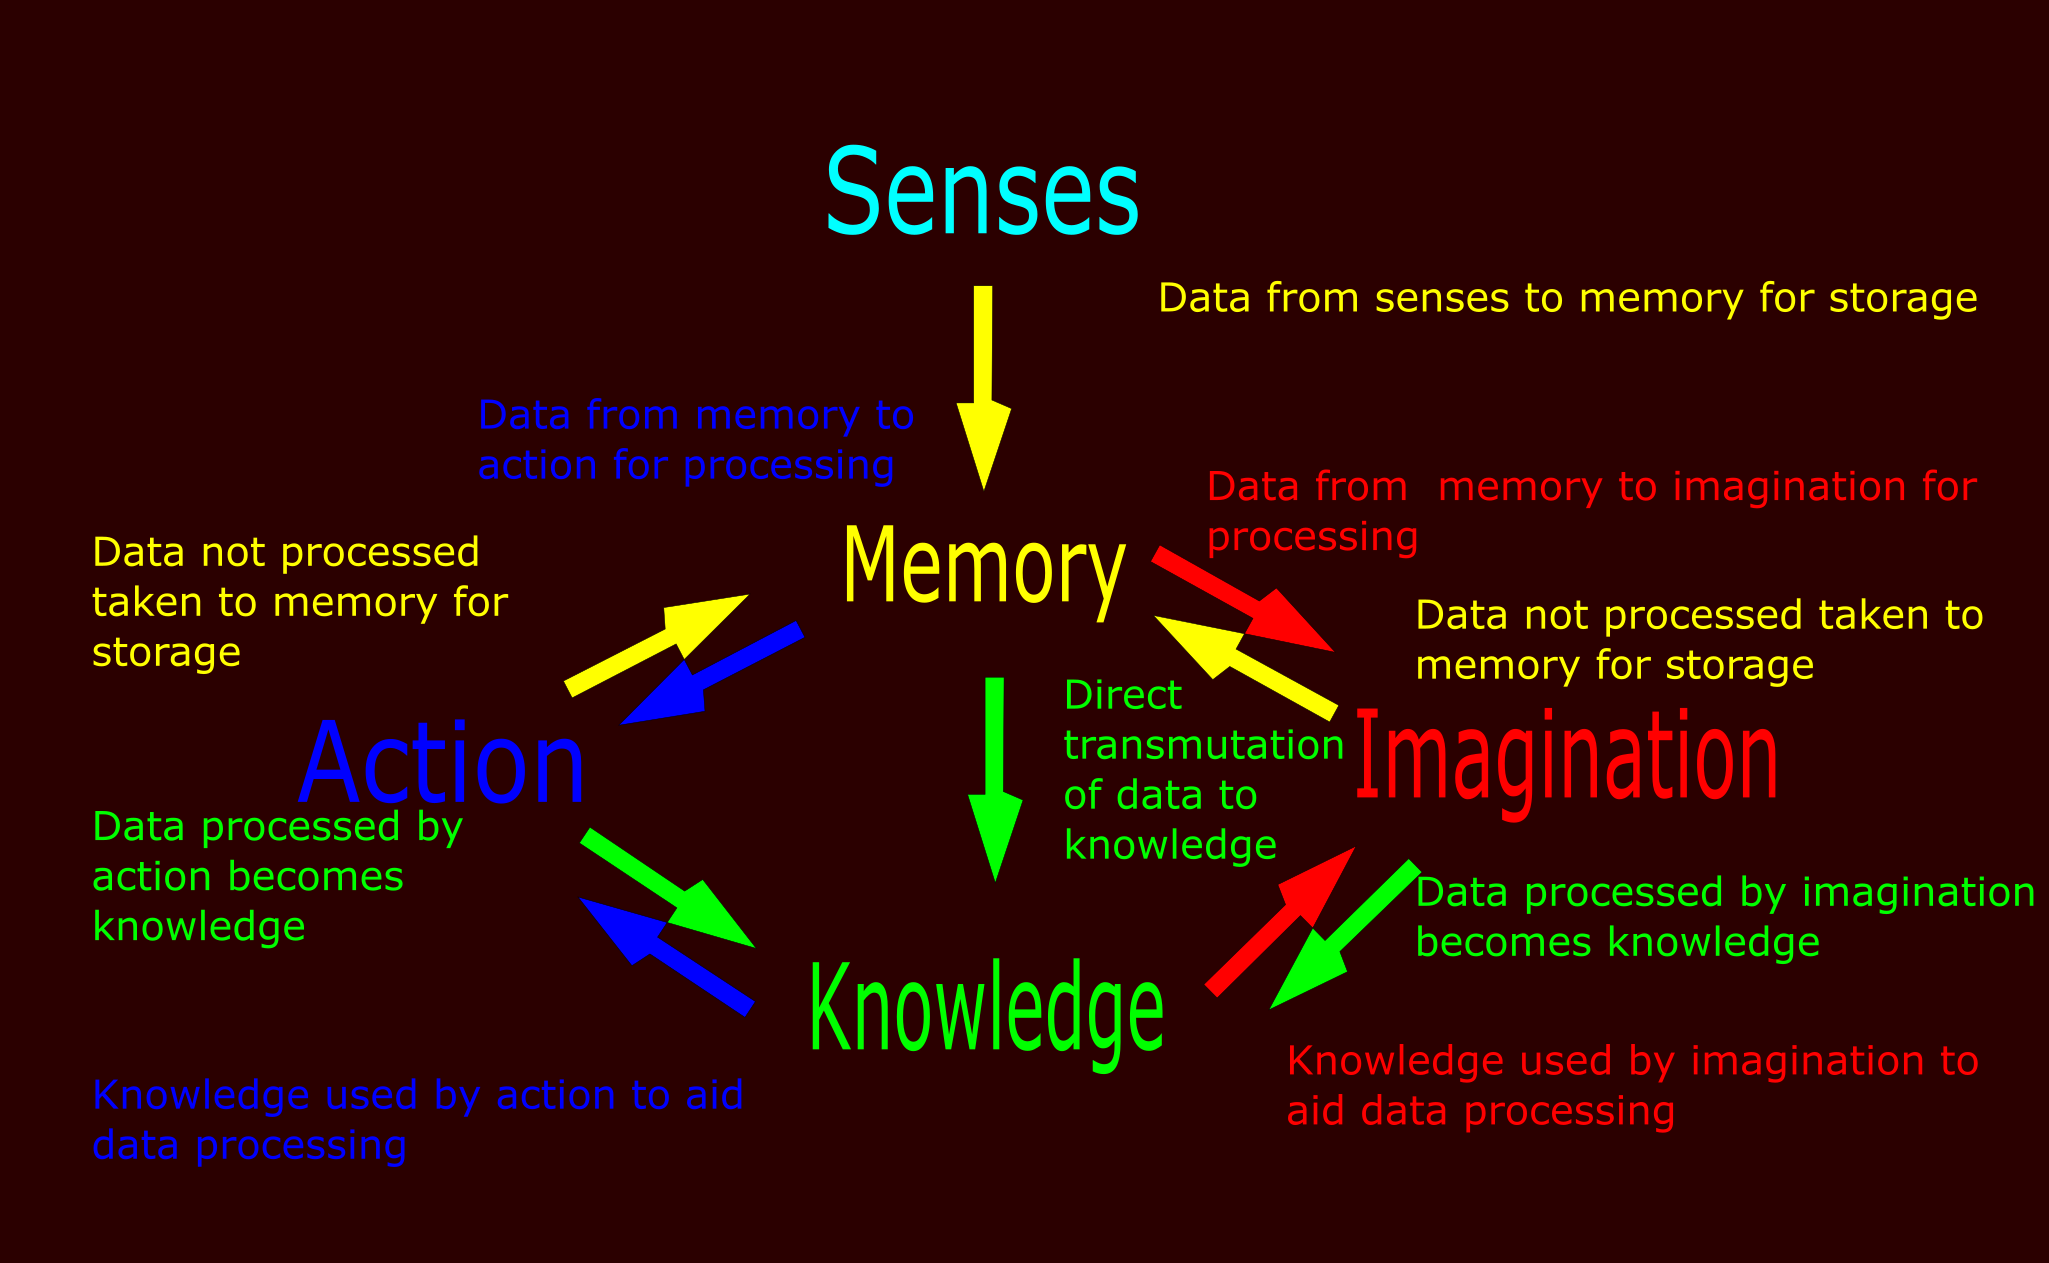 Senses
Data from senses to memory for storage
Data from memory to
action for processing
Data from  memory to imagination for
processing
Memory
Data not processed
taken to memory for
storage
Data not processed taken to
memory for storage
Direct
transmutation
of data to
knowledge
Action
Imagination
Data processed by
action becomes
knowledge
Data processed by imagination
becomes knowledge
Knowledge
Knowledge used by action to aid
data processing
Knowledge used by imagination to
aid data processing